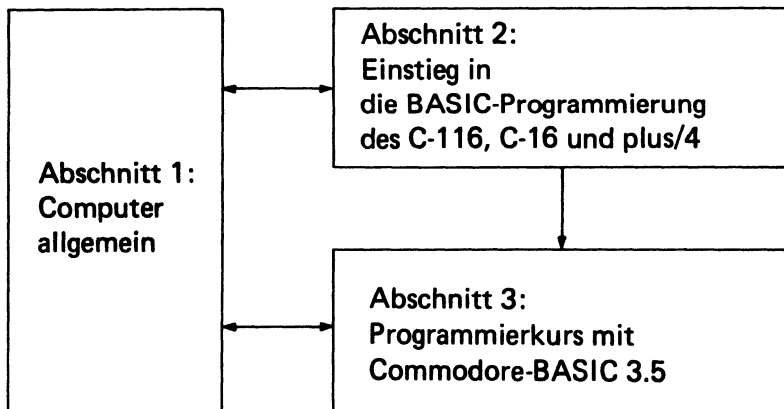 Abschnitt 1:
Computer
allgemein
Abschnitt 2:
Einstieg in
die BASIC-Programmierung
des C-116, C-16 und plus/4
Abschnitt 3:
Programmierkurs mit
Commodore-BASIC 3.5